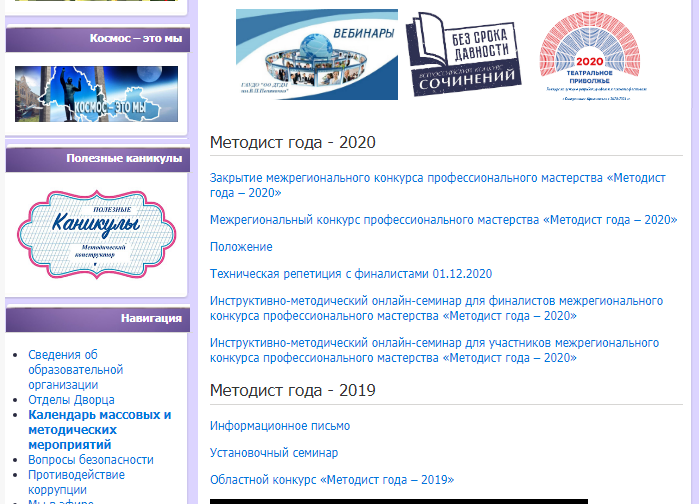 Космос – это мы
КОСМОС - ЭТО МЫ
Полезные каникулы
ПОЛЕЗНЫЕ
Каникулы
Методический
конструктор
Навигация
Сведения об
образовательной
организации
Отделы Дворца
Календарь массовых и
методических
мероприятий
Вопросы безопасности
Противодействие
коррупции
ВЕБИНАРЫ
БЕЗ СРОКА
ДАВНОСТИ
ВСЕРОССИЙСКИЙ КОНКУРС
СОЧИНЕНИЙ
2020
ТЕАТРАЛЬНОЕ
ПРИВОЛЖЬЕ
Методист года - 2020
Закрытие межрегионального конкурса профессионального мастерства «Методист
года – 2020»
Межрегиональный конкурс профессионального мастерства «Методист года – 2020»
Положение
Техническая репетиция с финалистами 01.12.2020
Инструктивно-методический онлайн-семинар для финалистов межрегионального
конкурса профессионального мастерства «Методист года – 2020»
Инструктивно-методический онлайн-семинар для участников межрегионального
конкурса профессионального мастерства «Методист года – 2020»
Методист года - 2019
Информационное письмо
Установочный семинар
Областной конкурс «Методист года – 2019»